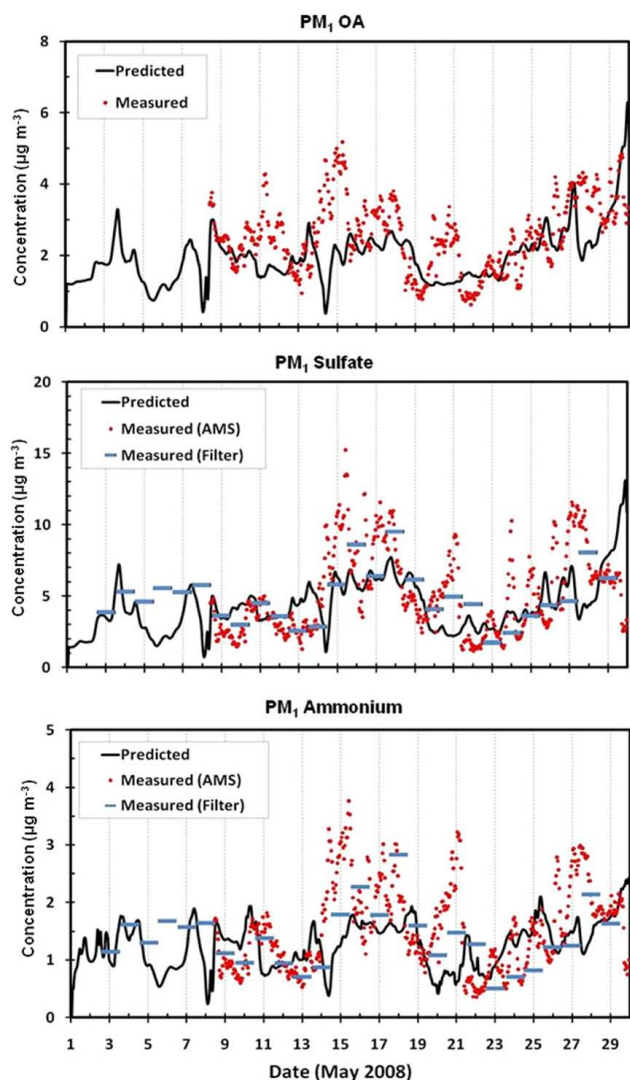 PM₁ OA
8
Predicted
Measured
6
4
2
0
Concentration (µg m⁻³)
PM₁ Sulfate
20
Predicted
Measured (AMS)
Measured (Filter)
15
10
5
0
Concentration (µg m⁻³)
PM₁ Ammonium
5
Predicted
Measured (AMS)
Measured (Filter)
4
3
2
1
0
Concentration (µg m⁻³)
1 3 5 7 9 11 13 15 17 19 21 23 25 27 29
Date (May 2008)